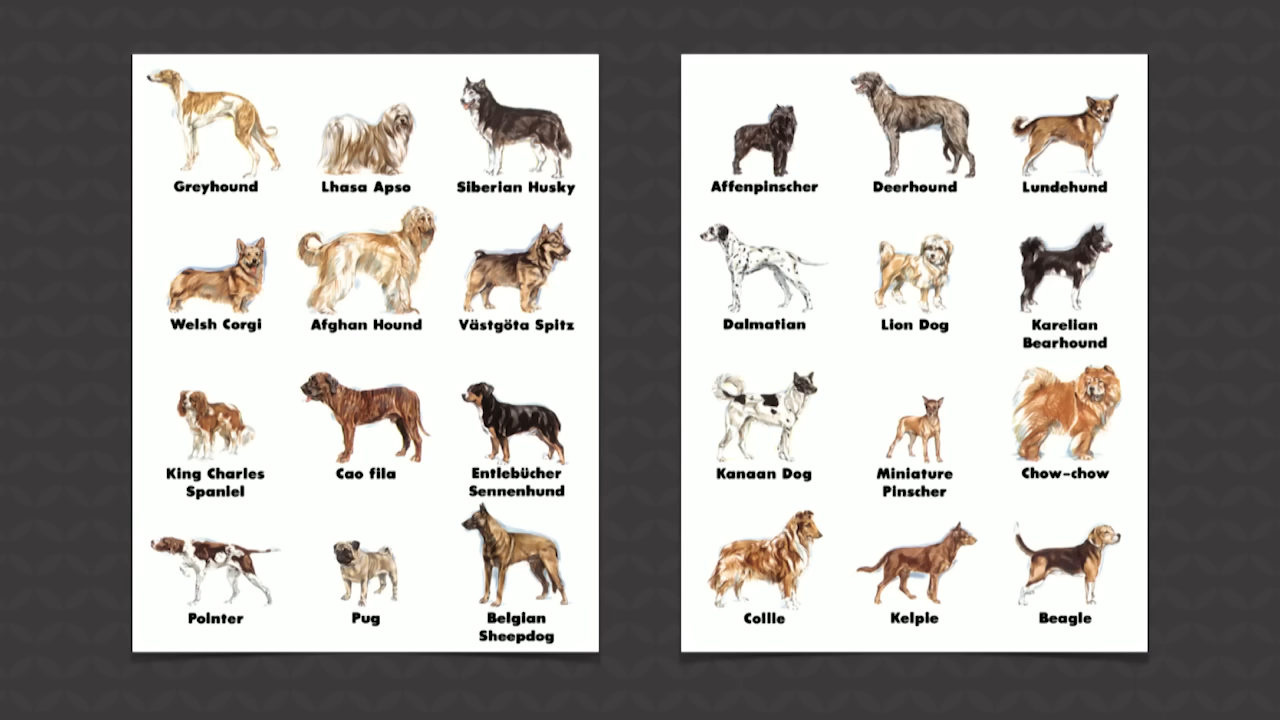 Greyhound
Lhasa Apso
Siberian Husky
Welsh Corgi
Afghan Hound
Västgöta Spitz
King Charles
Spaniel
Cao fila
Entlebücher
Sennenhund
Pointer
Pug
Belgian
Sheepdog
Affenpinscher
Deerhound
Lundehund
Dalmatian
Lion Dog
Karelian
Bearhound
Kanaan Dog
Miniature
Pinscher
Chow-chow
Collie
Kelpie
Beagle